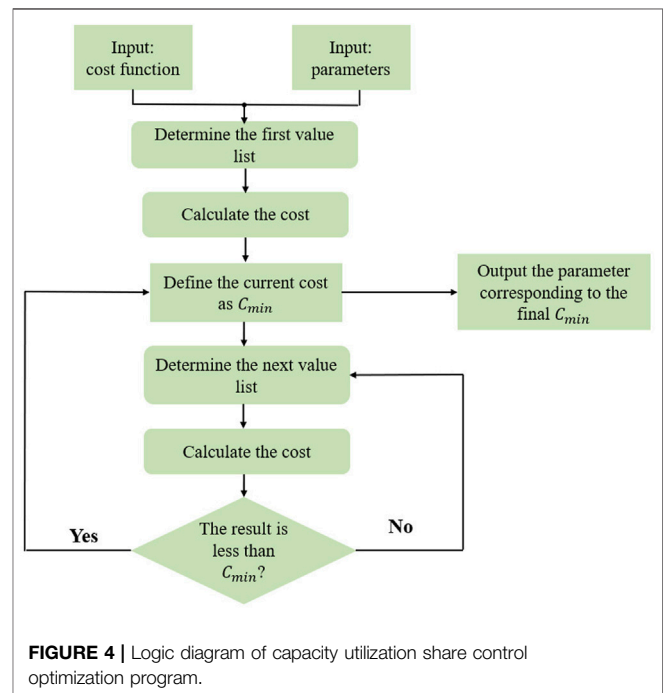 Input:
cost function
Input:
parameters
Determine the first value
list
Calculate the cost
Define the current cost
as C_min
Output the parameter
corresponding to the
final C_min
Determine the next value
list
Calculate the cost
The result is
less than
C_min?
Yes
No
FIGURE 4 | Logic diagram of capacity utilization share control
optimization program.